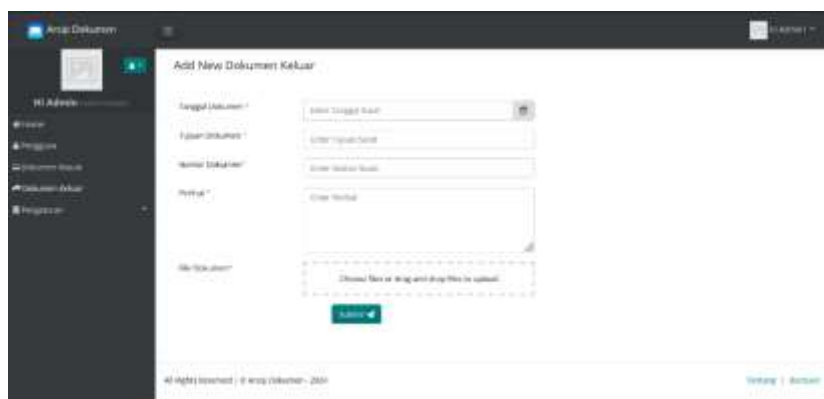 Arsip Dokumen
Hi Admin
Home
Pengguna
Dokumen Masuk
Dokumen Keluar
Pengaturan
Add New Dokumen Keluar
Tanggal Dokumen *
Enter Tanggal Surat
Tujuan Dokumen *
Enter Tujuan Surat
Nomor Dokumen *
Enter Nomor Surat
Perihal *
Enter Perihal
File Dokumen *
Choose files or drag and drop files to upload
Submit
All Rights Reserved | © Arsip Dokumen -
Tentang | Bantuan